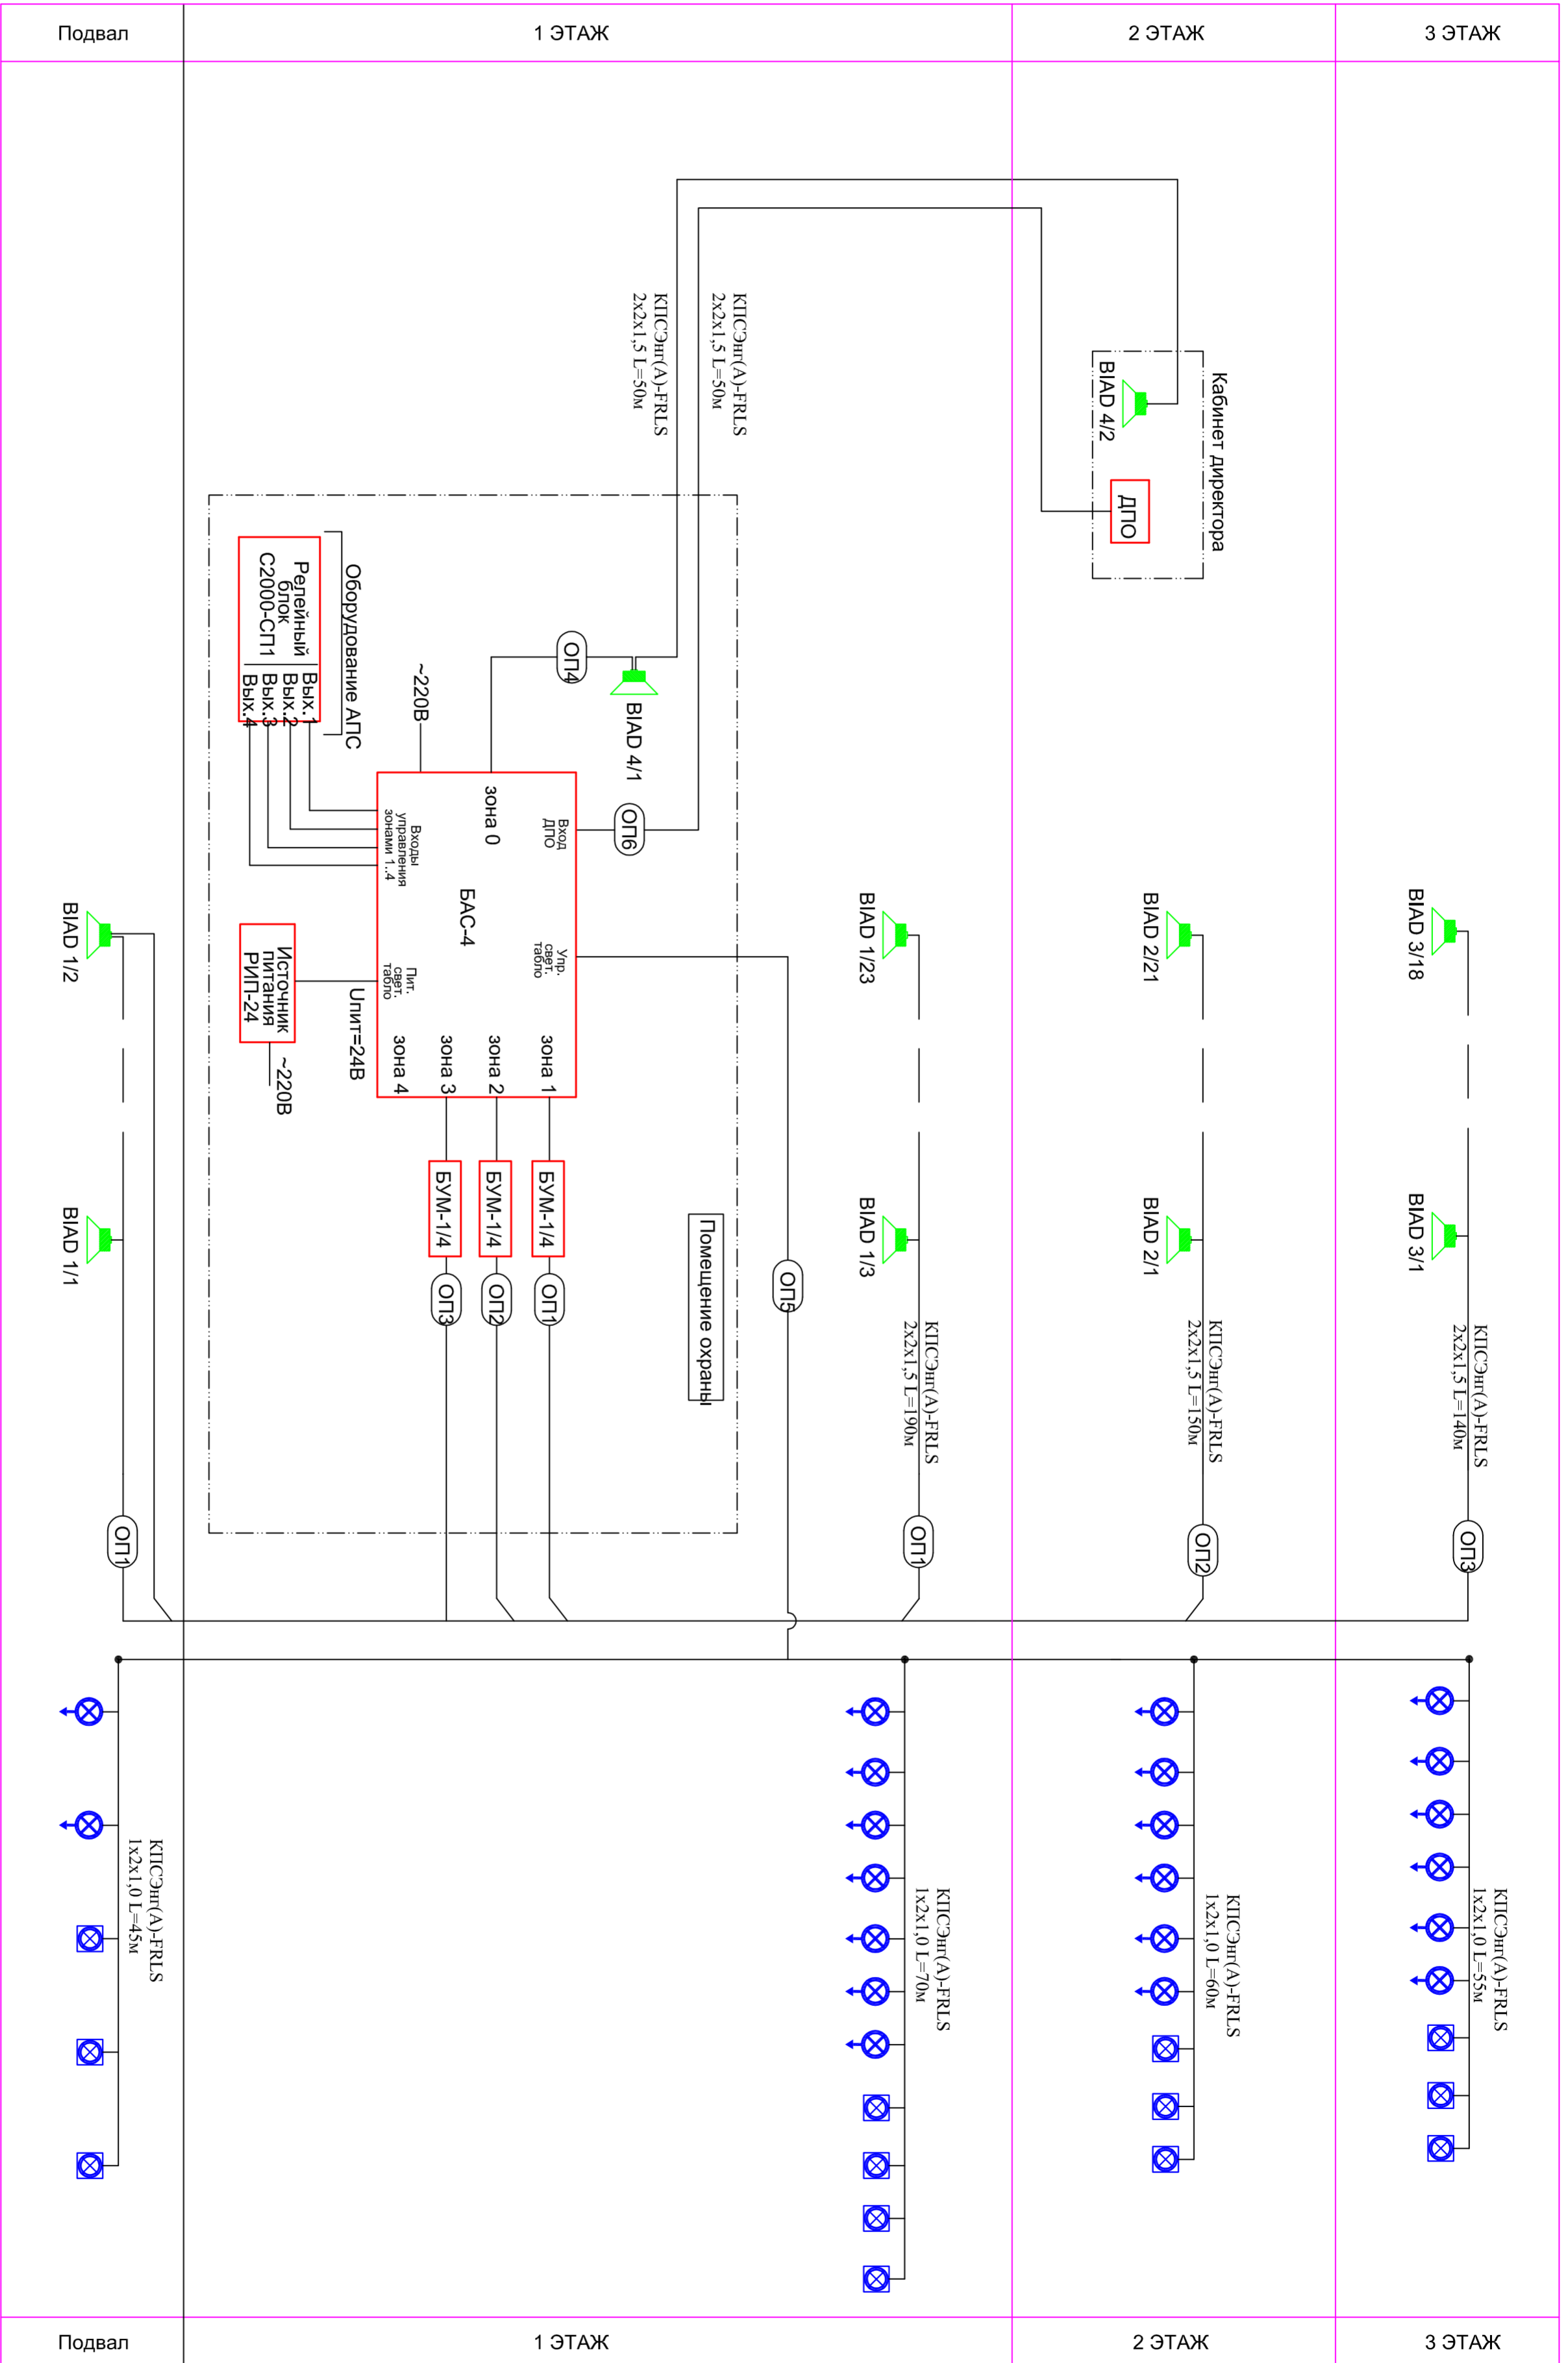 Подвал
1 ЭТАЖ
2 ЭТАЖ
3 ЭТАЖ
КПСЭнг(А)-FRLS
2x2x1,5 L=50м
КПСЭнг(А)-FRLS
2x2x1,5 L=50м
Кабинет директора
BIAD 4/2
ДПО
Оборудование АПС
Релейный
блок
С2000-СП1
Вых.1
Вых.2
Вых.3
Вых.4
ОП4
BIAD 4/1
~220В
ОП6
Вход
ДПО
зона 0
Входы
управления
зонами 1..4
БАС-4
Упр.
свет.
табло
Пит.
свет.
табло
Uпит=24В
Источник
питания
РИП-24
~220В
зона 1
зона 2
зона 3
зона 4
БУМ-1/4
БУМ-1/4
БУМ-1/4
ОП1
ОП2
ОП3
Помещение охраны
ОП5
BIAD 3/18
BIAD 3/1
КПСЭнг(А)-FRLS
2x2x1,5 L=140м
ОП3
BIAD 2/21
BIAD 2/1
КПСЭнг(А)-FRLS
2x2x1,5 L=150м
ОП2
BIAD 1/23
BIAD 1/3
КПСЭнг(А)-FRLS
2x2x1,5 L=190м
ОП1
BIAD 1/2
BIAD 1/1
ОП1
КПСЭнг(А)-FRLS
1x2x1,0 L=55м
КПСЭнг(А)-FRLS
1x2x1,0 L=60м
КПСЭнг(А)-FRLS
1x2x1,0 L=70м
КПСЭнг(А)-FRLS
1x2x1,0 L=45м
Подвал
1 ЭТАЖ
2 ЭТАЖ
3 ЭТАЖ